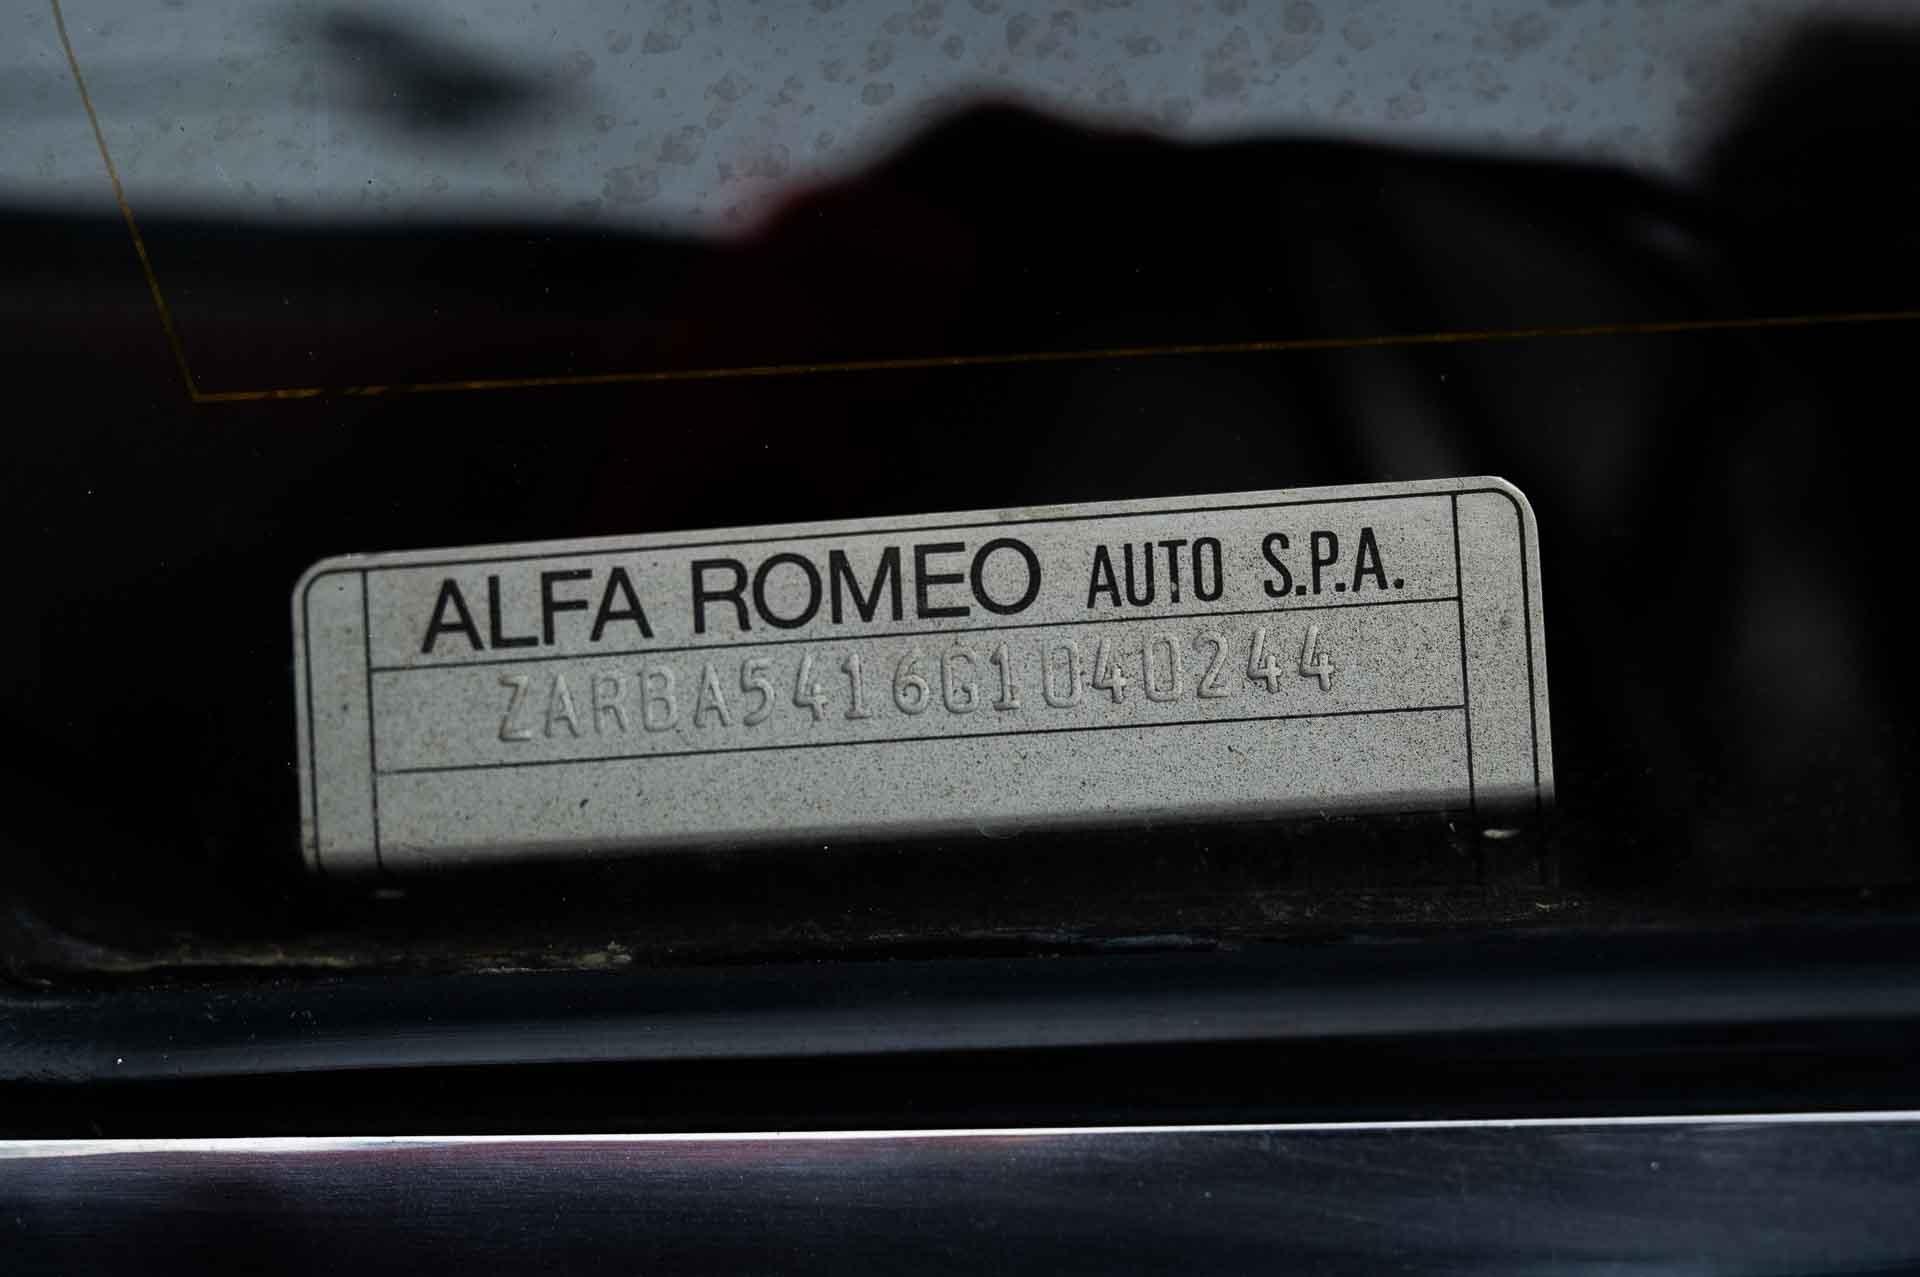 ALFA ROMEO AUTO S.P.A.
ZARBA5416G1040244